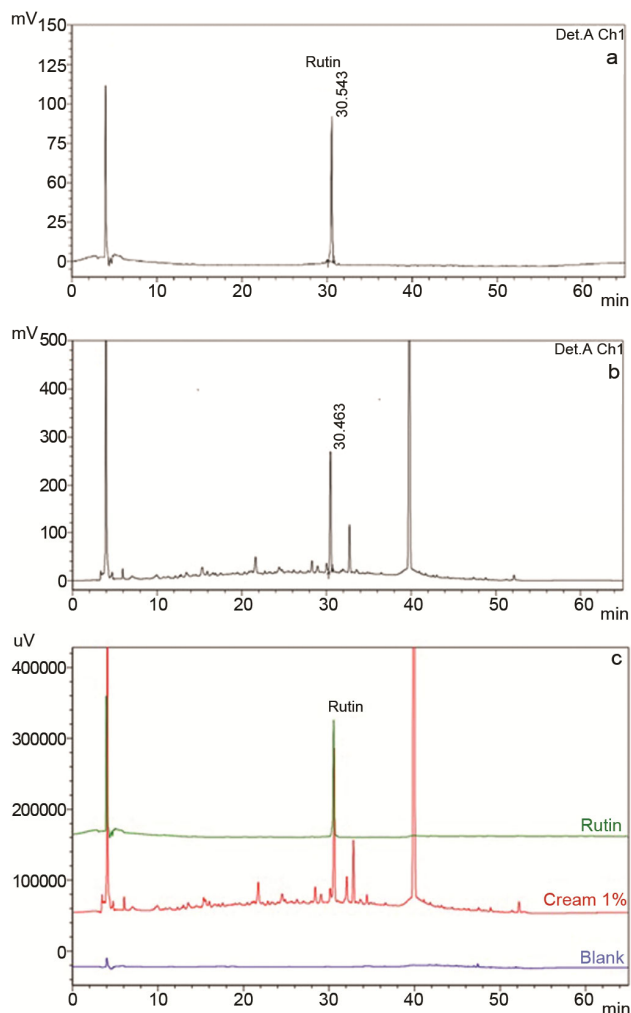 mV
150
Det.A Ch1
a
125
Rutin
30.543
100
75
60
25
0
0 10 20 30 40 50 60
min
mV
500
Det.A Ch1
b
400
30.463
300
200
100
0
0 10 20 30 40 50 60
min
uV
c
400000
Rutin
300000
200000
Rutin
100000
Cream 1%
0
Blank
0 10 20 30 40 50 60
min